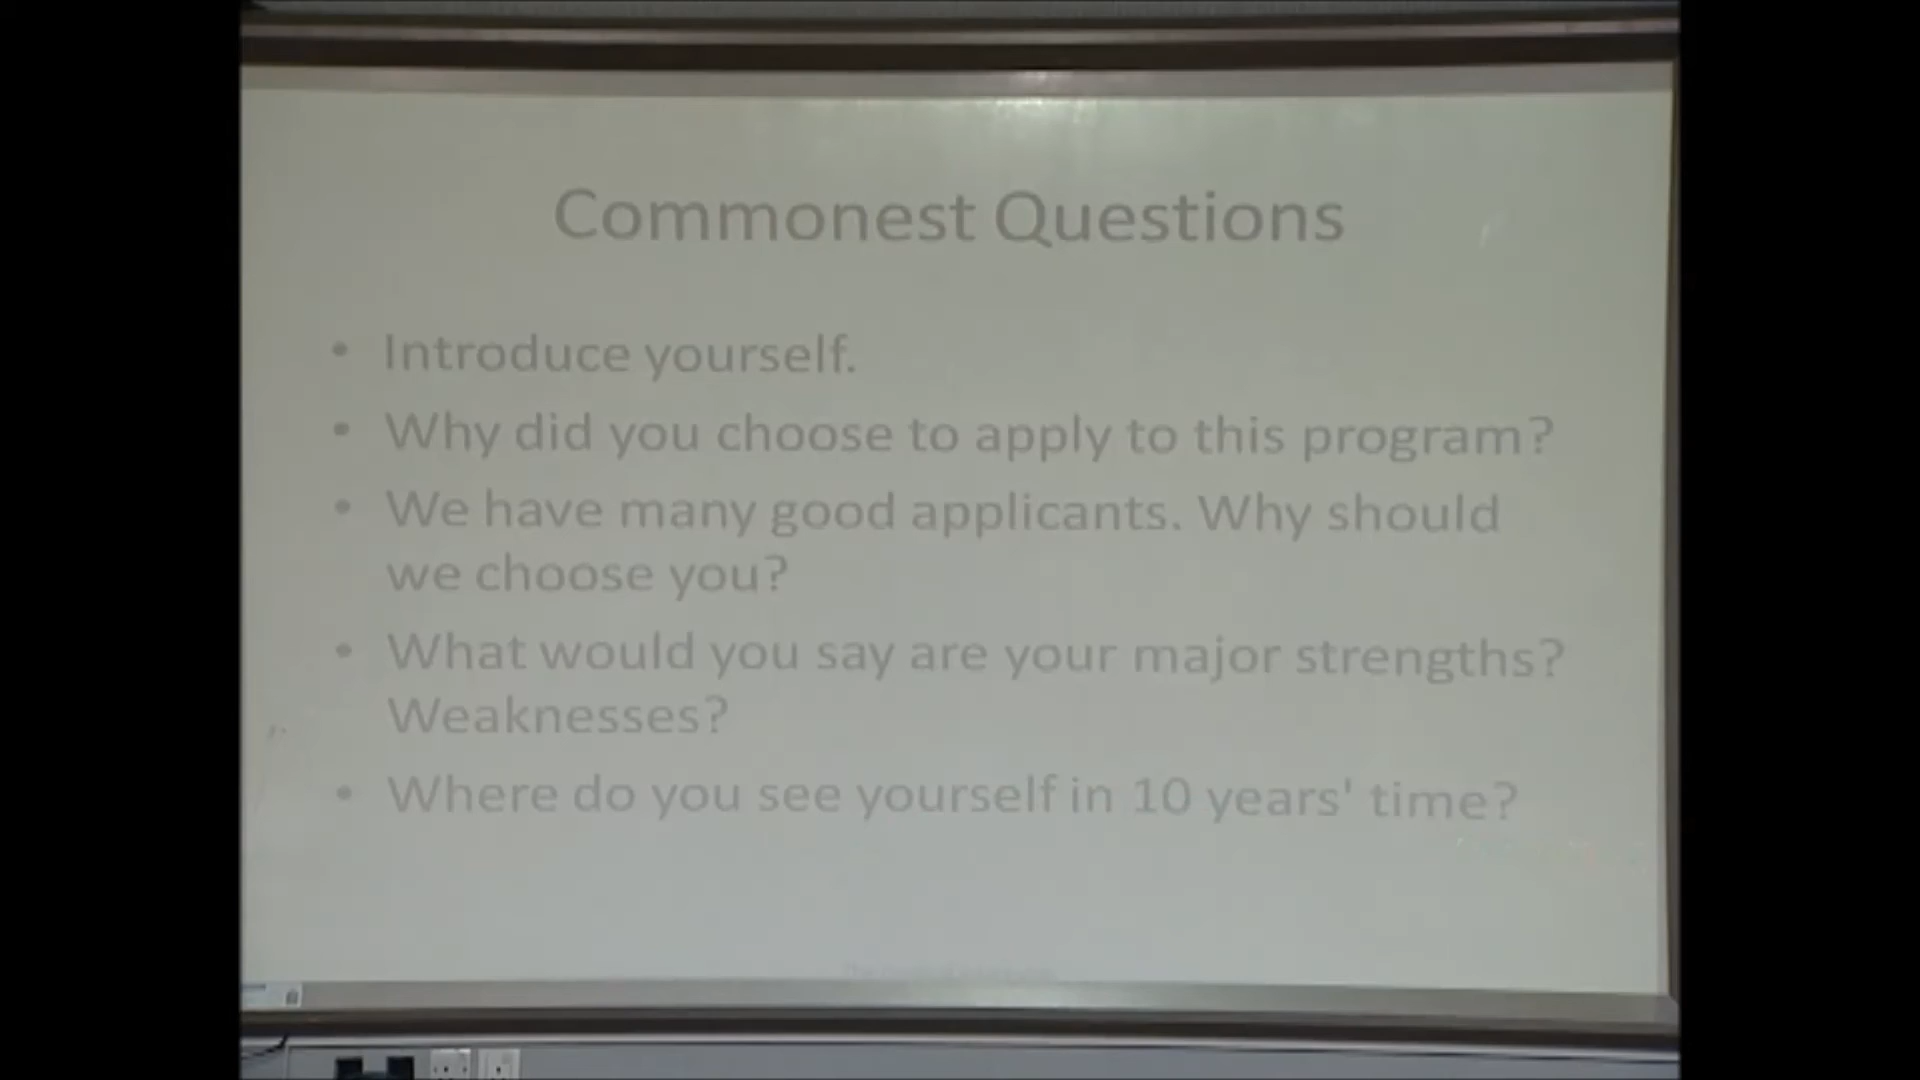 Commonest Questions
• Introduce yourself.
• Why did you choose to apply to this program?
• We have many good applicants. Why should
we choose you?
• What would you say are your major strengths?
Weaknesses?
• Where do you see yourself in 10 years' time?